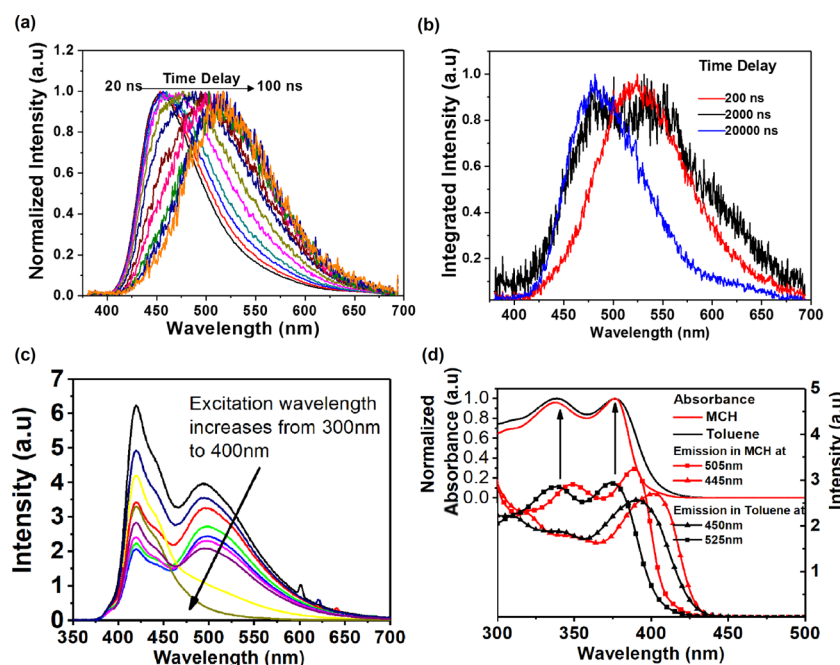 (a)
Normalized Intensity (a.u)
1.2
1.0
0.8
0.6
0.4
0.2
0.0
Time Delay
20 ns
100 ns
400 450 500 550 600 650 700
Wavelength (nm)
(b)
Integrated Intensity (a.u)
1.0
0.8
0.6
0.4
0.2
Time Delay
200 ns
2000 ns
20000 ns
400 450 500 550 600 650 700
Wavelength (nm)
(c)
Intensity (a.u)
7
6
5
4
3
2
1
0
Excitation wavelength
increases from 300nm
to 400nm
350 400 450 500 550 600 650 700
Wavelength (nm)
(d)
Normalized
Absorbance (a.u)
1.0
0.8
0.6
0.4
0.2
0.0
Absorbance
MCH
Toluene
Emission in MCH at
505nm
445nm
Emission in Toluene at
450nm
525nm
5
4
3
2
1
Intensity (a.u)
300 350 400 450 500
Wavelength (nm)